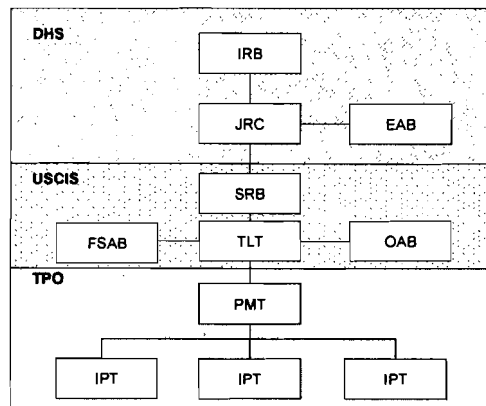 DHS
IRB
JRC EAB
USCIS
SRB
FSAB TLT OAB
TPO
PMT
IPT IPT IPT